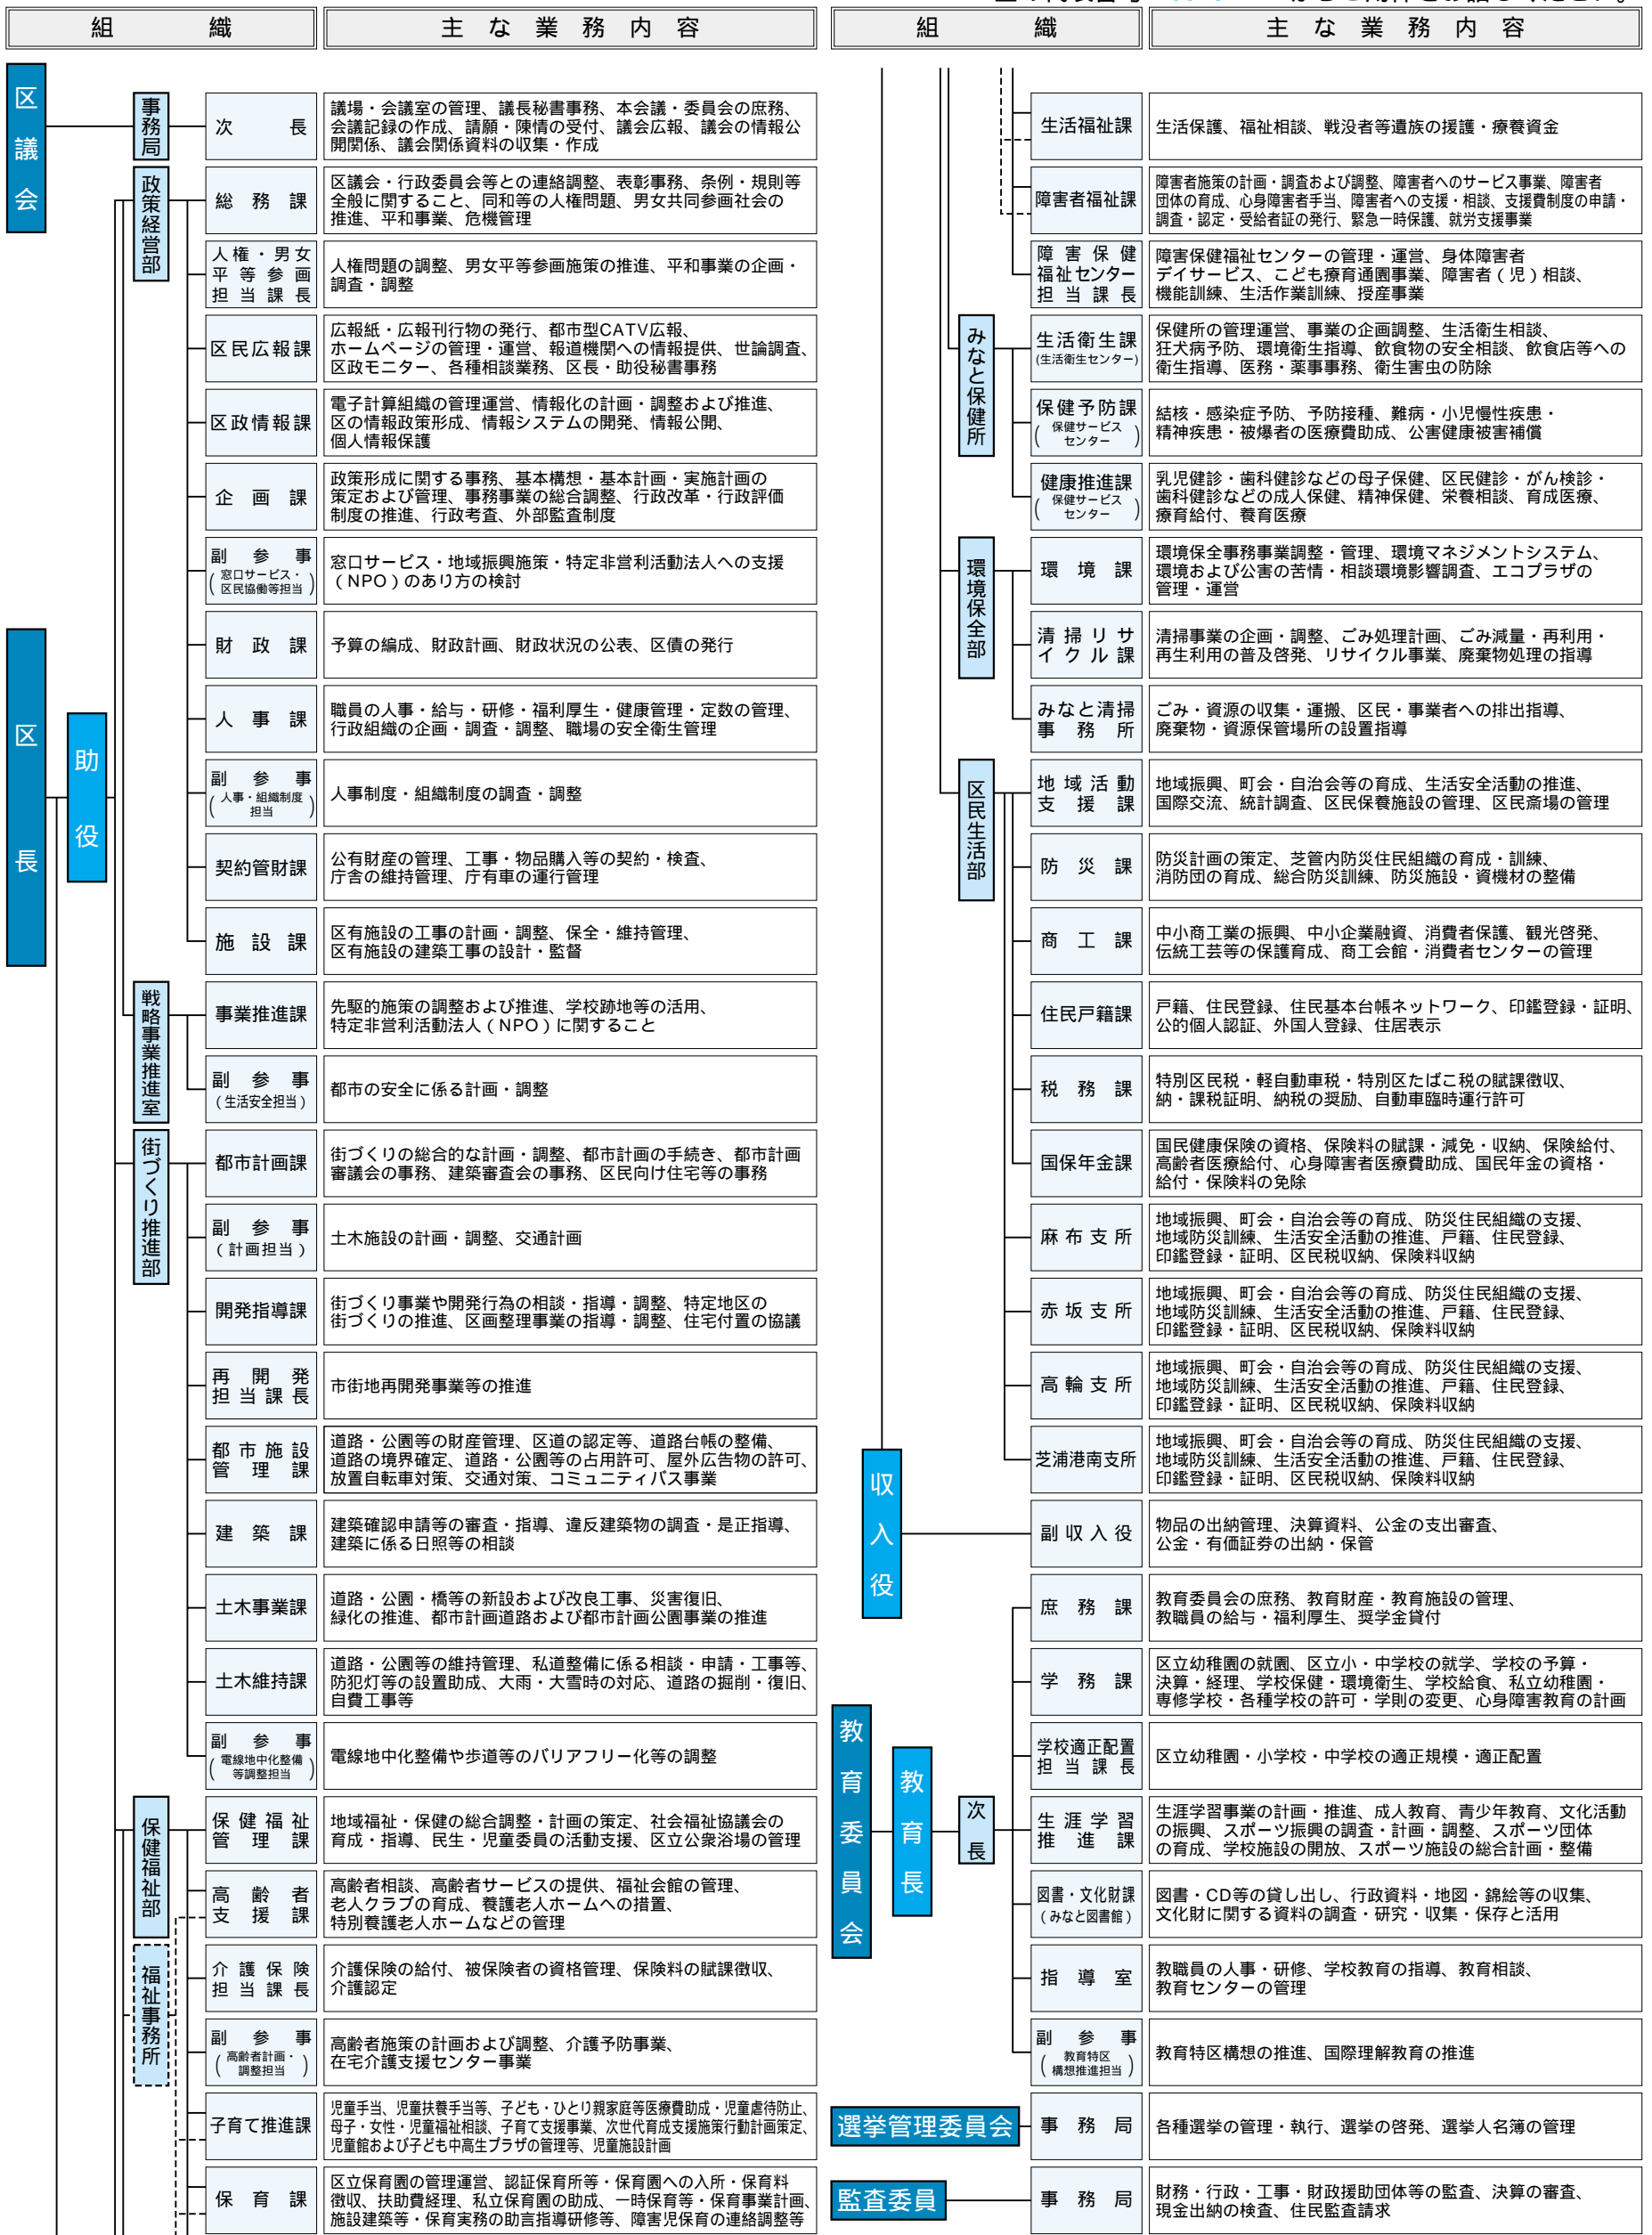 組織
主な業務内容
区議会
事務局
次長
議場・会議室の管理、議長秘書事務、本会議・委員会の庶務、
会議記録の作成、請願・陳情の受付、議会広報、議会の情報公
開関係、議会関係資料の収集・作成
区長
助役
政策経営部
総務課
区議会・行政委員会等との連絡調整、表彰事務、条例・規則等
全般に関すること、同和等の人権問題、男女共同参画社会の
推進、平和事業、危機管理
人権・男女
平等参画
担当課長
人権問題の調整、男女平等参画施策の推進、平和事業の企画・
調査・調整
区民広報課
広報紙・広報刊行物の発行、都市型CATV広報、
ホームページの管理・運営、報道機関への情報提供、世論調査、
区政モニター、各種相談業務、区長・助役秘書事務
区政情報課
電子計算組織の管理運営、情報化の計画・調整および推進、
区の情報政策形成、情報システムの開発、情報公開、
個人情報保護
企画課
政策形成に関する事務、基本構想・基本計画・実施計画の
策定および管理、事務事業の総合調整、行政改革・行政評価
制度の推進、行政考査、外部監査制度
副参事
(窓口サービス・
区民協働等担当)
窓口サービス・地域振興施策・特定非営利活動法人への支援
(NPO)のあり方の検討
財政課
予算の編成、財政計画、財政状況の公表、区債の発行
人事課
職員の人事・給与・研修・福利厚生・健康管理・定数の管理、
行政組織の企画・調査・調整、職場の安全衛生管理
副参事
(人事・組織制度
担当)
人事制度・組織制度の調査・調整
契約管財課
公有財産の管理、工事・物品購入等の契約・検査、
庁舎の維持管理、庁有車の運行管理
施設課
区有施設の工事の計画・調整、保全・維持管理、
区有施設の建築工事の設計・監督
戦略事業推進室
事業推進課
先駆的施策の調整および推進、学校跡地等の活用、
特定非営利活動法人(NPO)に関すること
副参事
(生活安全担当)
都市の安全に係る計画・調整
街づくり推進部
都市計画課
街づくりの総合的な計画・調整、都市計画の手続き、都市計画
審議会の事務、建築審査会の事務、区民向け住宅等の事務
副参事
(計画担当)
土木施設の計画・調整、交通計画
開発指導課
街づくり事業や開発行為の相談・指導・調整、特定地区の
街づくりの推進、区画整理事業の指導・調整、住宅付置の協議
再開発
担当課長
市街地再開発事業等の推進
都市施設
管理課
道路・公園等の財産管理、区道の認定等、道路台帳の整備、
道路の境界確定、道路・公園等の占用許可、屋外広告物の許可、
放置自転車対策、交通対策、コミュニティバス事業
建築課
建築確認申請等の審査・指導、違反建築物の調査・是正指導、
建築に係る日照等の相談
土木事業課
道路・公園・橋等の新設および改良工事、災害復旧、
緑化の推進、都市計画道路および都市計画公園事業の推進
土木維持課
道路・公園等の維持管理、私道整備に係る相談・申請・工事等、
防犯灯等の設置助成、大雨・大雪時の対応、道路の掘削・復旧、
自費工事等
副参事
(電線地中化整備
等調整担当)
電線地中化整備や歩道等のバリアフリー化等の調整
保健福祉部
保健福祉
管理課
地域福祉・保健の総合調整・計画の策定、社会福祉協議会の
育成・指導、民生・児童委員の活動支援、区立公衆浴場の管理
高齢者
支援課
高齢者相談、高齢者サービスの提供、福祉会館の管理、
老人クラブの育成、養護老人ホームへの措置、
特別養護老人ホームなどの管理
福祉事務所
介護保険
担当課長
介護保険の給付、被保険者の資格管理、保険料の賦課徴収、
介護認定
副参事
(高齢者計画・
調整担当)
高齢者施策の計画および調整、介護予防事業、
在宅介護支援センター事業
子育て推進課
児童手当、児童扶養手当等、子ども・ひとり親家庭等医療費助成・児童虐待防止、
母子・女性・児童福祉相談、子育て支援事業、次世代育成支援施策行動計画策定、
児童館および子ども中高生プラザの管理等、児童施設計画
保育課
区立保育園の管理運営、認証保育所等・保育園への入所・保育料
徴収、扶助費経理、私立保育園の助成、一時保育等・保育事業計画、
施設建築等・保育実務の助言指導研修等、障害児保育の連絡調整等
組織
主な業務内容
生活福祉課
生活保護、福祉相談、戦没者等遺族の援護・療養資金
障害者福祉課
障害者施策の計画・調査および調整、障害者へのサービス事業、障害者
団体の育成、心身障害者手当、障害者への支援・相談、支援費制度の申請・
調査・認定・受給者証の発行、緊急一時保護、就労支援事業
障害保健
福祉センター
担当課長
障害保健福祉センターの管理・運営、身体障害者
デイサービス、こども療育通園事業、障害者(児)相談、
機能訓練、生活作業訓練、授産事業
みなと保健所
生活衛生課
(生活衛生センター)
保健所の管理運営、事業の企画調整、生活衛生相談、
狂犬病予防、環境衛生指導、飲食物の安全相談、飲食店等への
衛生指導、医務・薬事事務、衛生害虫の防除
保健予防課
(保健サービス
センター)
結核・感染症予防、予防接種、難病・小児慢性疾患・
精神疾患・被爆者の医療費助成、公害健康被害補償
健康推進課
(保健サービス
センター)
乳児健診・歯科健診などの母子保健、区民健診・がん検診・
歯科健診などの成人保健、精神保健、栄養相談、育成医療、
療育給付、養育医療
環境保全部
環境課
環境保全事務事業調整・管理、環境マネジメントシステム、
環境および公害の苦情・相談環境影響調査、エコプラザの
管理・運営
清掃リサ
イクル課
清掃事業の企画・調整、ごみ処理計画、ごみ減量・再利用・
再生利用の普及啓発、リサイクル事業、廃棄物処理の指導
みなと清掃
事務所
ごみ・資源の収集・運搬、区民・事業者への排出指導、
廃棄物・資源保管場所の設置指導
区民生活部
地域活動
支援課
地域振興、町会・自治会等の育成、生活安全活動の推進、
国際交流、統計調査、区民保養施設の管理、区民斎場の管理
防災課
防災計画の策定、芝管内防災住民組織の育成・訓練、
消防団の育成、総合防災訓練、防災施設・資機材の整備
商工課
中小商工業の振興、中小企業融資、消費者保護、観光啓発、
伝統工芸等の保護育成、商工会館・消費者センターの管理
住民戸籍課
戸籍、住民登録、住民基本台帳ネットワーク、印鑑登録・証明、
公的個人認証、外国人登録、住居表示
税務課
特別区民税・軽自動車税・特別区たばこ税の賦課徴収、
納・課税証明、納税の奨励、自動車臨時運行許可
国保年金課
国民健康保険の資格、保険料の賦課・減免・収納、保険給付、
高齢者医療給付、心身障害者医療費助成、国民年金の資格・
給付・保険料の免除
麻布支所
地域振興、町会・自治会等の育成、防災住民組織の支援、
地域防災訓練、生活安全活動の推進、戸籍、住民登録、
印鑑登録・証明、区民税収納、保険料収納
赤坂支所
地域振興、町会・自治会等の育成、防災住民組織の支援、
地域防災訓練、生活安全活動の推進、戸籍、住民登録、
印鑑登録・証明、区民税収納、保険料収納
高輪支所
地域振興、町会・自治会等の育成、防災住民組織の支援、
地域防災訓練、生活安全活動の推進、戸籍、住民登録、
印鑑登録・証明、区民税収納、保険料収納
芝浦港南支所
地域振興、町会・自治会等の育成、防災住民組織の支援、
地域防災訓練、生活安全活動の推進、戸籍、住民登録、
印鑑登録・証明、区民税収納、保険料収納
収入役
副収入役
物品の出納管理、決算資料、公金の支出審査、
公金・有価証券の出納・保管
教育委員会
教育長
次長
庶務課
教育委員会の庶務、教育財産・教育施設の管理、
教職員の給与・福利厚生、奨学金貸付
学務課
区立幼稚園の就園、区立小・中学校の就学、学校の予算・
決算・経理、学校保健・環境衛生、学校給食、私立幼稚園・
専修学校・各種学校の許可・学則の変更、心身障害教育の計画
学校適正配置
担当課長
区立幼稚園・小学校・中学校の適正規模・適正配置
生涯学習
推進課
生涯学習事業の計画・推進、成人教育、青少年教育、文化活動
の振興、スポーツ振興の調査・計画・調整、スポーツ団体
の育成、学校施設の開放、スポーツ施設の総合計画・整備
図書・文化財課
(みなと図書館)
図書・CD等の貸し出し、行政資料・地図・錦絵等の収集、
文化財に関する資料の調査・研究・収集・保存と活用
指導室
教職員の人事・研修、学校教育の指導、教育相談、
教育センターの管理
副参事
(教育特区
構想推進担当)
教育特区構想の推進、国際理解教育の推進
選挙管理委員会
事務局
各種選挙の管理・執行、選挙の啓発、選挙人名簿の管理
監査委員
事務局
財務・行政・工事・財政援助団体等の監査、決算の審査、
現金出納の検査、住民監査請求